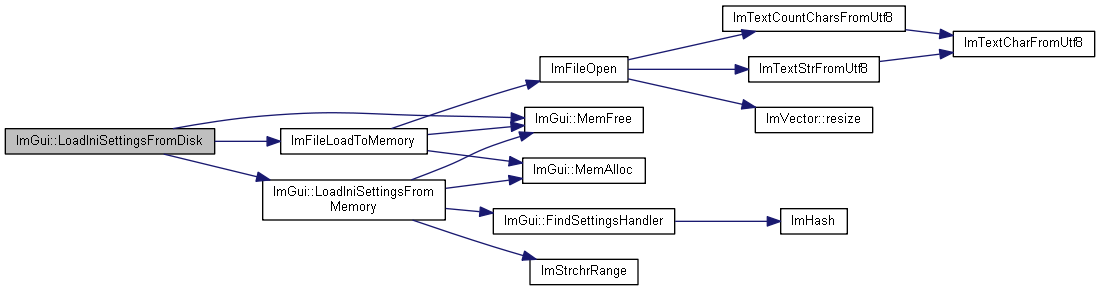 ImGui::LoadIniSettingsFromDisk
ImFileLoadToMemory
ImGui::LoadIniSettingsFrom
Memory
ImFileOpen
ImGui::MemFree
ImGui::MemAlloc
ImGui::FindSettingsHandler
ImStrchrRange
ImTextCountCharsFromUtf8
ImTextStrFromUtf8
ImVector::resize
ImHash
ImTextCharFromUtf8